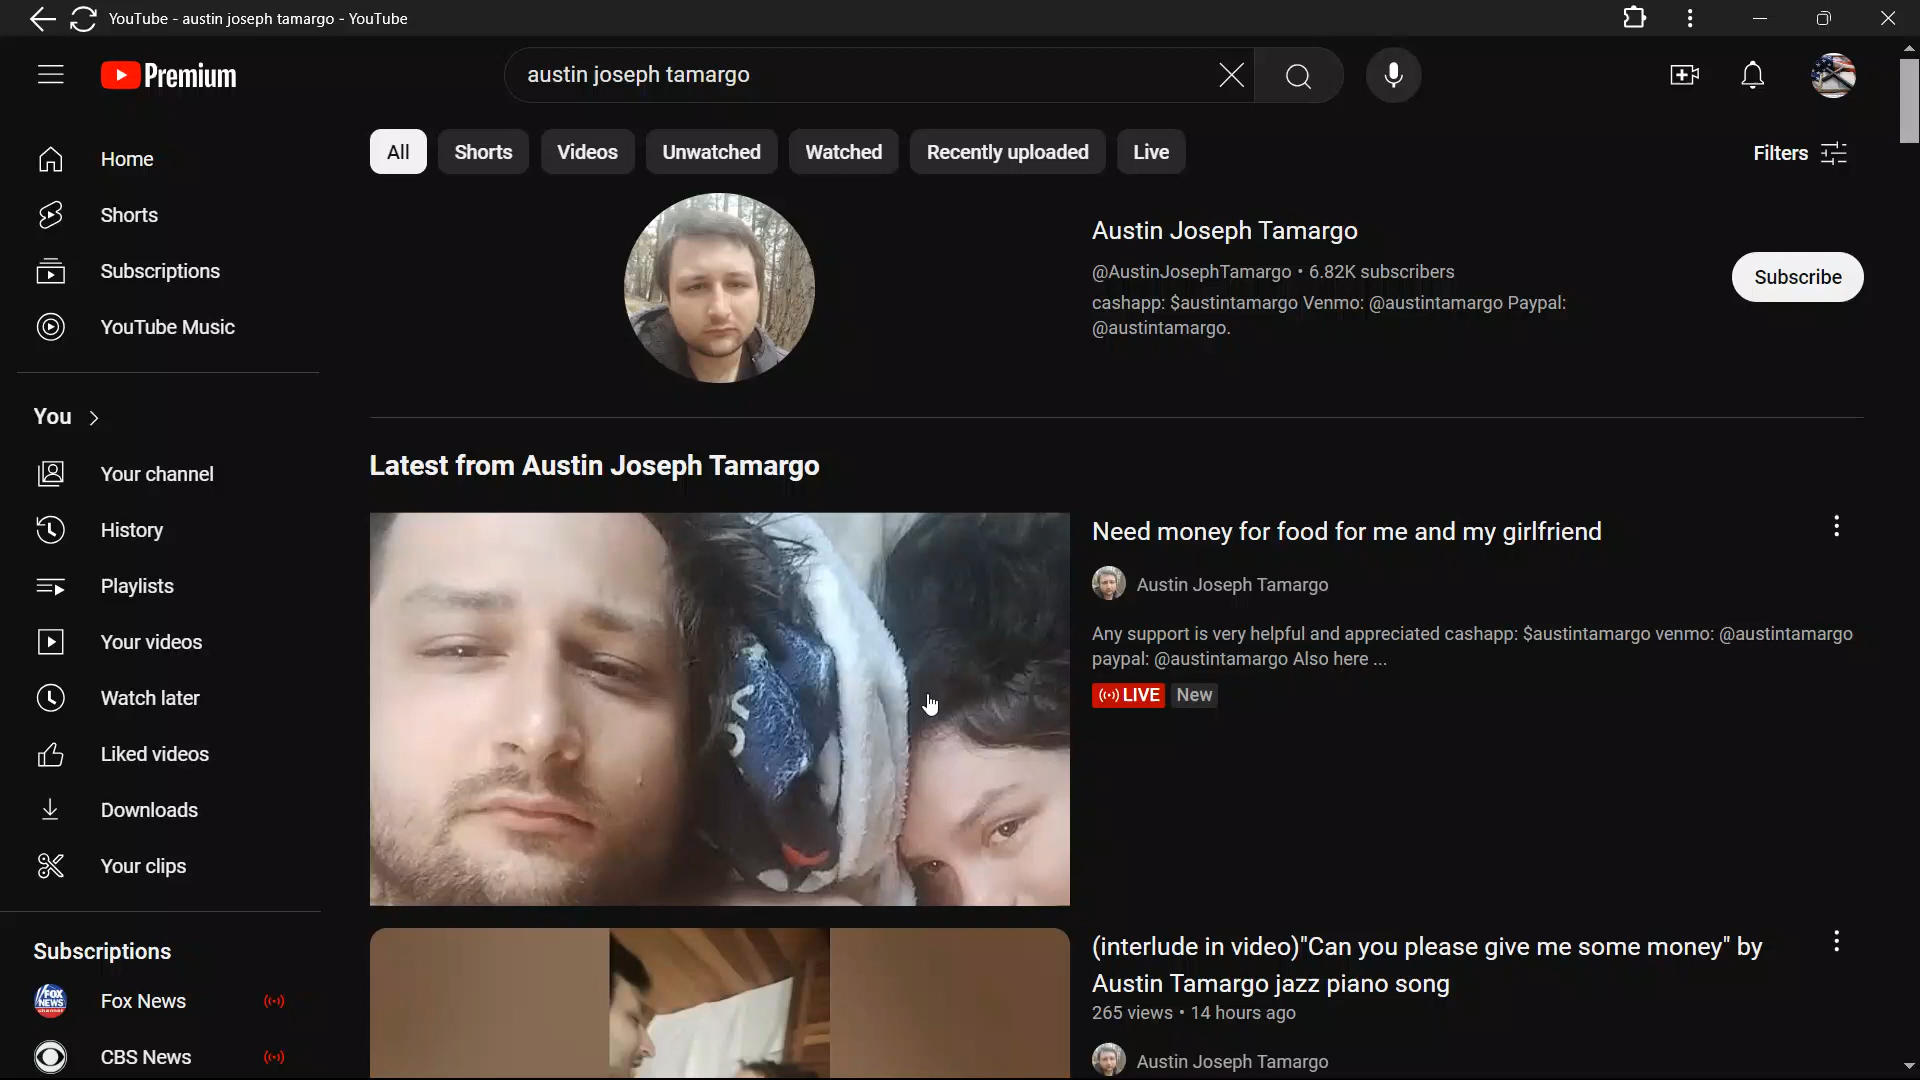 YouTube - austin joseph tamargo - YouTube
Premium
austin joseph tamargo
All Shorts Videos Unwatched Watched Recently uploaded Live Filters
Home
Shorts
Subscriptions
YouTube Music
You
Your channel
History
Playlists
Your videos
Watch later
Liked videos
Downloads
Your clips
Subscriptions
FOX NEWS channel
Fox News
CBS News
Austin Joseph Tamargo
@AustinJosephTamargo • 6.82K subscribers
cashapp: $austintamargo Venmo: @austintamargo Paypal:
@austintamargo.
Subscribe
Latest from Austin Joseph Tamargo
Need money for food for me and my girlfriend
Austin Joseph Tamargo
Any support is very helpful and appreciated cashapp: $austintamargo venmo: @austintamargo
paypal: @austintamargo Also here ...
LIVE New
(interlude in video)"Can you please give me some money" by
Austin Tamargo jazz piano song
265 views • 14 hours ago
Austin Joseph Tamargo